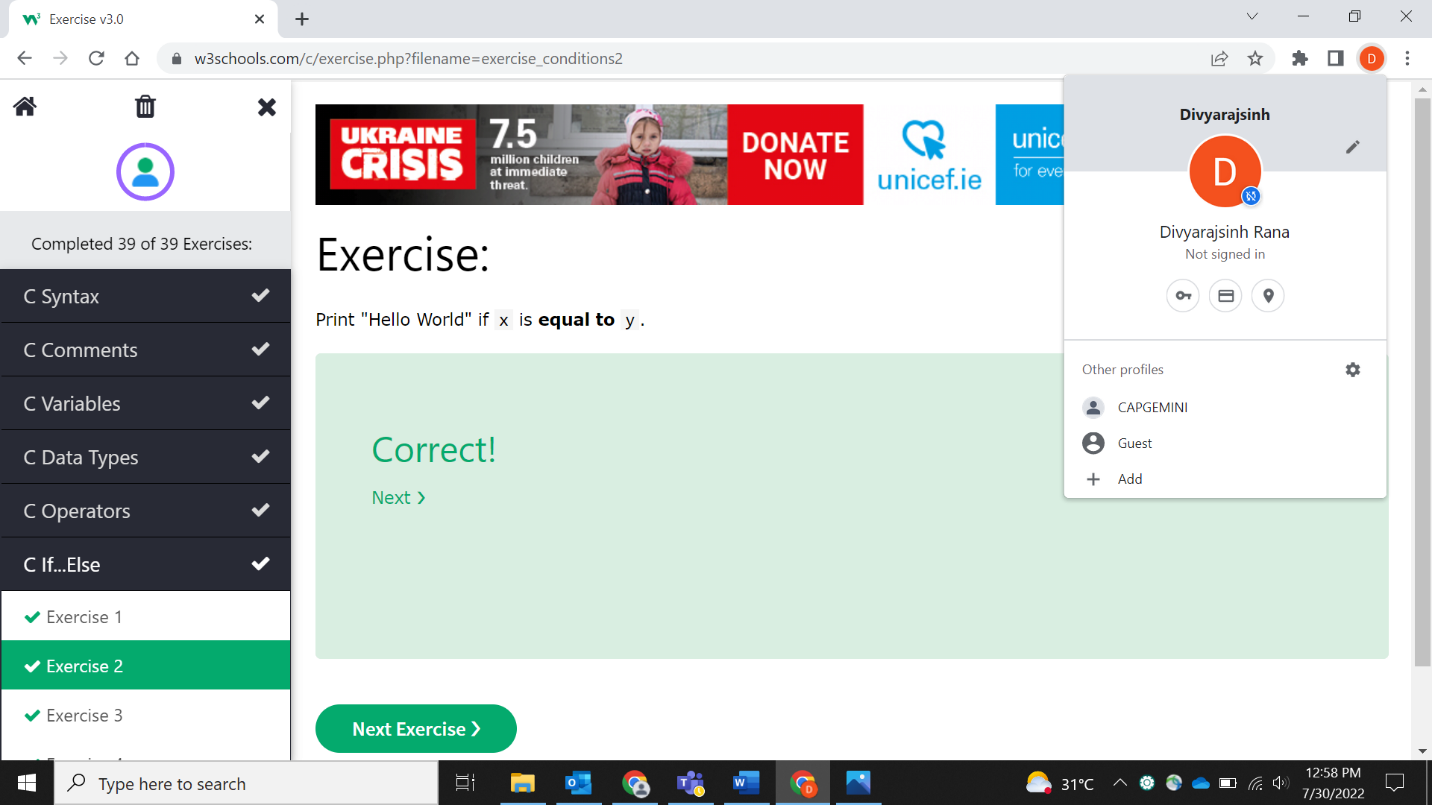 Exercise v3.0
w3schools.com/c/exercise.php?filename=exercise_conditions2
D
Completed 39 of 39 Exercises:
C Syntax
C Comments
C Variables
C Data Types
C Operators
C If...Else
Exercise 1
Exercise 2
Exercise 3
UKRAINE
CRISIS
7.5
million children
at immediate
threat.
DONATE
NOW
unicef.ie
unic
for eve
Exercise:
Print "Hello World" if x is equal to y.
Correct!
Next ❯
Next Exercise ❯
Divyarajsinh
D
Divyarajsinh Rana
Not signed in
Other profiles
CAPGEMINI
Guest
Add
Type here to search
31°C
12:58 PM
7/30/2022